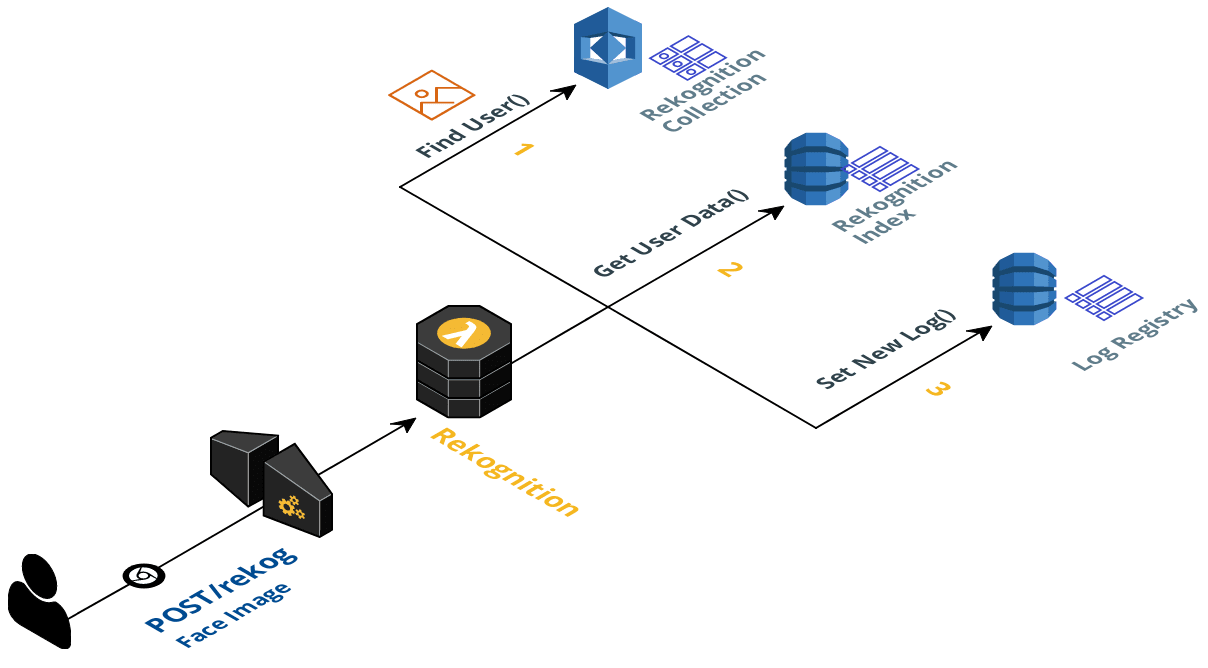 Find User()
1
Rekognition
Collection
Get User Data()
2
Rekognition
Index
Set New Log()
3
Log Registry
λ
Rekognition
POST/rekog
Face Image